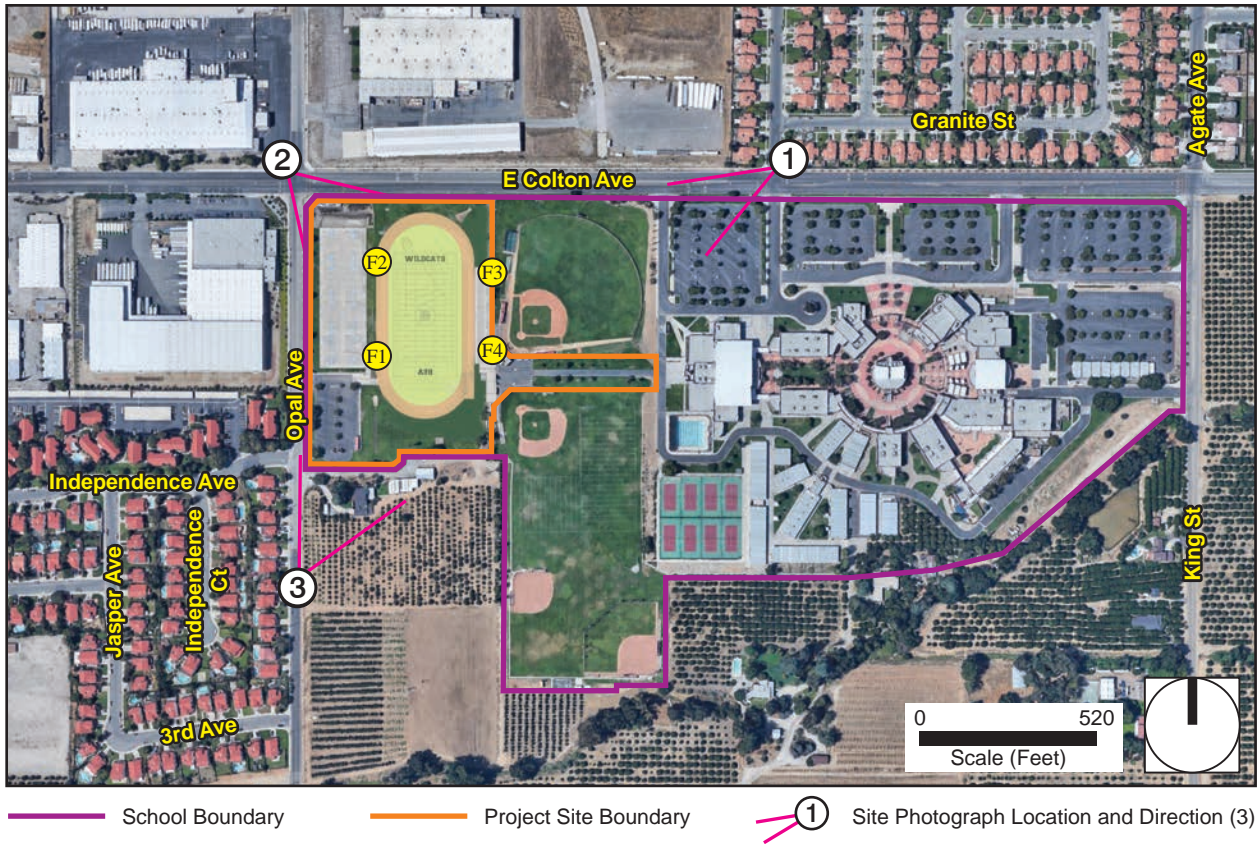 Granite St
Agate Ave
2
1
E Colton Ave
F2
WILDCATS
F3
F1
F4
REV
Opal Ave
Independence Ave
Jasper Ave
Independence
Ct
King St
3
3rd Ave
0 520
Scale (Feet)
School Boundary
Project Site Boundary
1 Site Photograph Location and Direction (3)